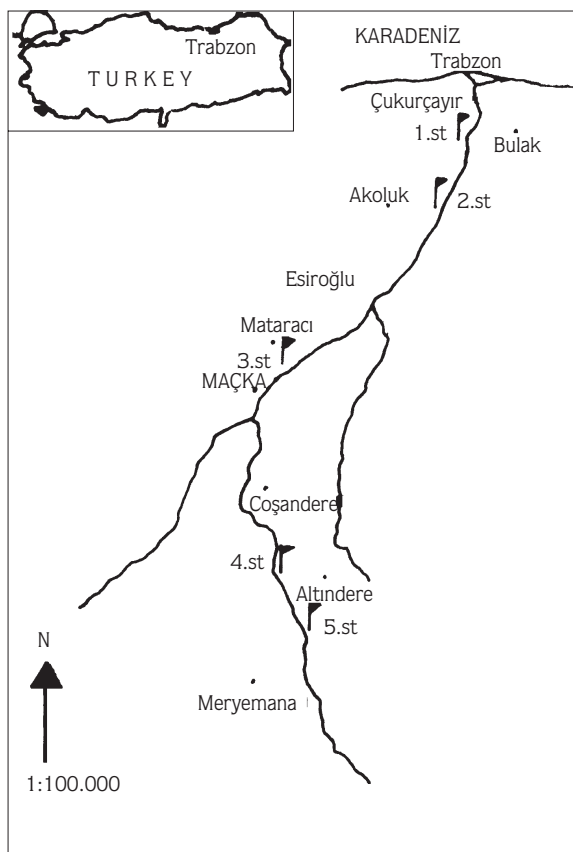 Trabzon
TURKEY
KARADENİZ
Trabzon
Çukurçayır
1.st
Bulak
Akoluk
2.st
Esiroğlu
Mataracı
3.st
MAÇKA
Coşandere
4.st
Altındere
5.st
N
Meryemana
1:100.000